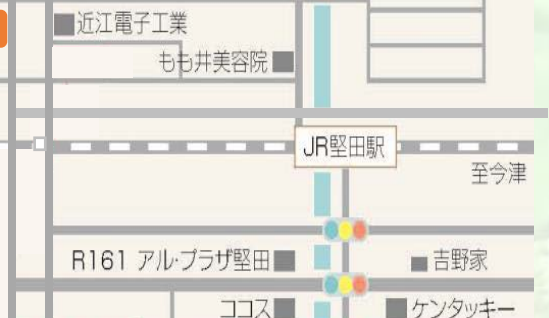 近江電子工業
もも井美容院
JR堅田駅
至今津
R161 アル・プラザ堅田
吉野家
ココス
ケンタッキー